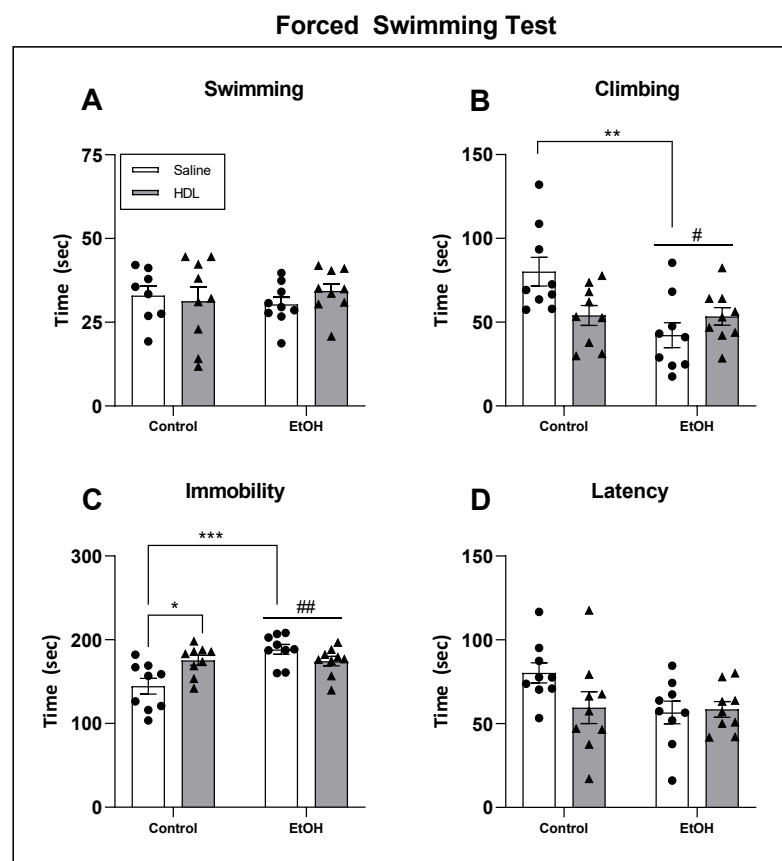 Forced Swimming Test
A
Swimming
Time (sec)
75
50
25
0
Saline
HDL
Control
EtOH
B
Climbing
Time (sec)
150
100
50
0
**
#
Control
EtOH
C
Immobility
Time (sec)
300
200
100
0
***
*
##
Control
EtOH
D
Latency
Time (sec)
150
100
50
0
Control
EtOH